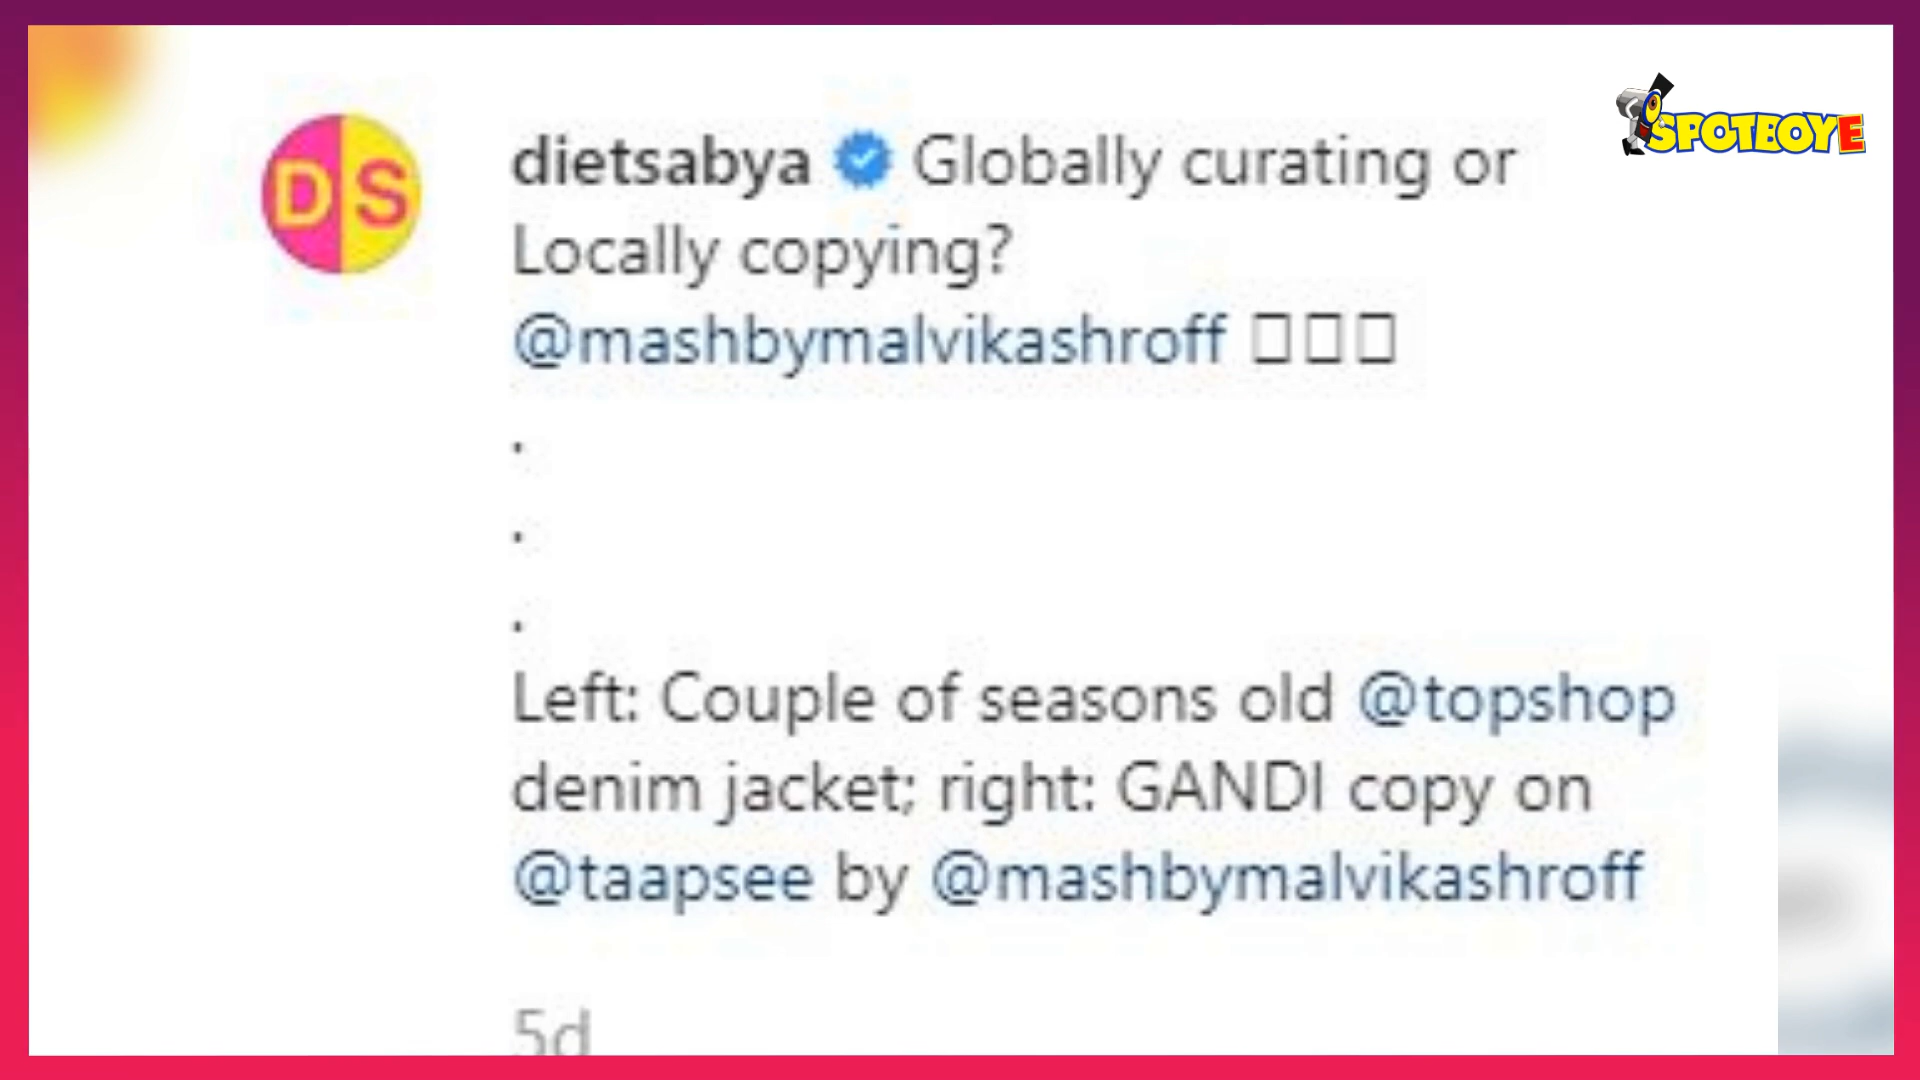 SPOTBOYE
DS
dietsabya Globally curating or
Locally copying?
@mashbymalvikashroff □□□
.
.
.
Left: Couple of seasons old @topshop
denim jacket; right: GANDI copy on
@taapsee by @mashbymalvikashroff
5d